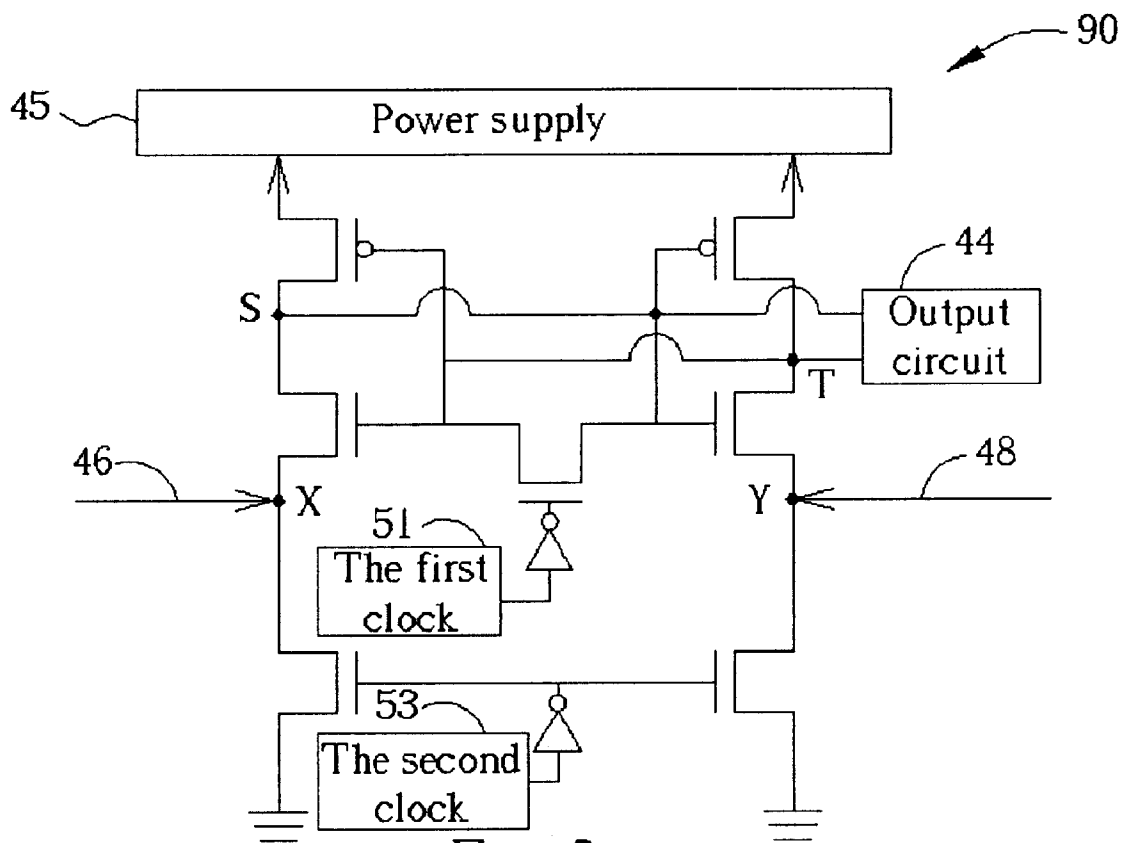 90
45
Power supply
44
S
Output
circuit
T
46
X
48
Y
51
The first
clock
53
The second
clock